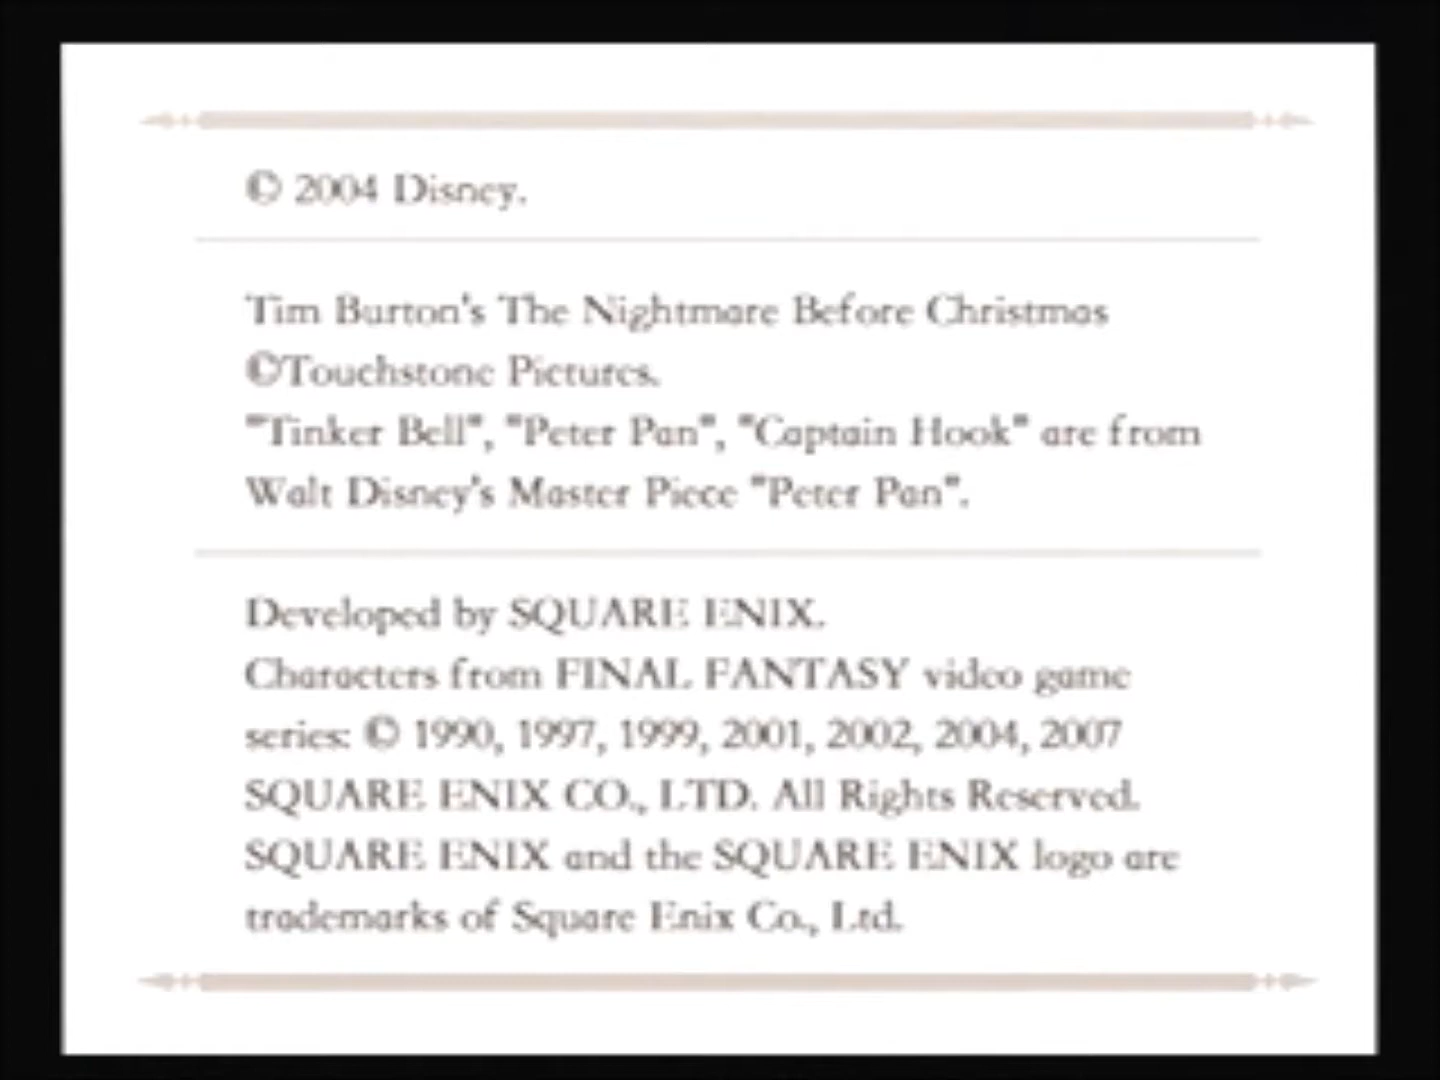 © 2004 Disney.
Tim Burton's The Nightmare Before Christmas
©Touchstone Pictures.
"Tinker Bell", "Peter Pan", "Captain Hook" are from
Walt Disney's Master Piece "Peter Pan".
Developed by SQUARE ENIX.
Characters from FINAL FANTASY video game
series: © 1990, 1997, 1999, 2001, 2002, 2004, 2007
SQUARE ENIX CO., LTD. All Rights Reserved.
SQUARE ENIX and the SQUARE ENIX logo are
trademarks of Square Enix Co., Ltd.